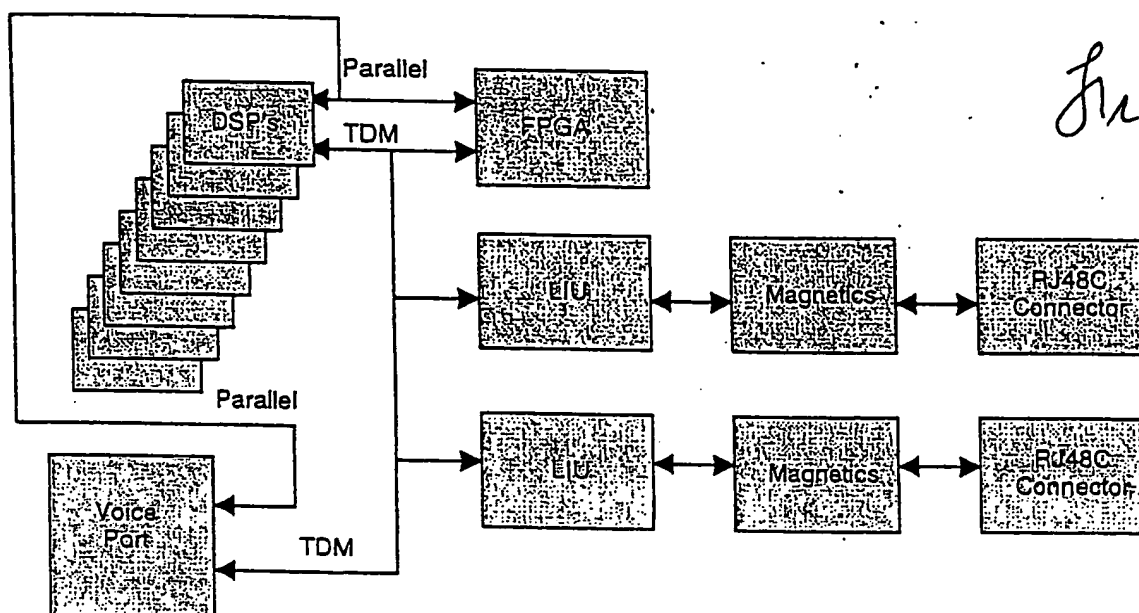 Parallel
DSP's
FPGA
TDM
LIU
Magnetics
RJ48C
Connector
Parallel
LIU
Magnetics
RJ48C
Connector
Voice
Port
TDM